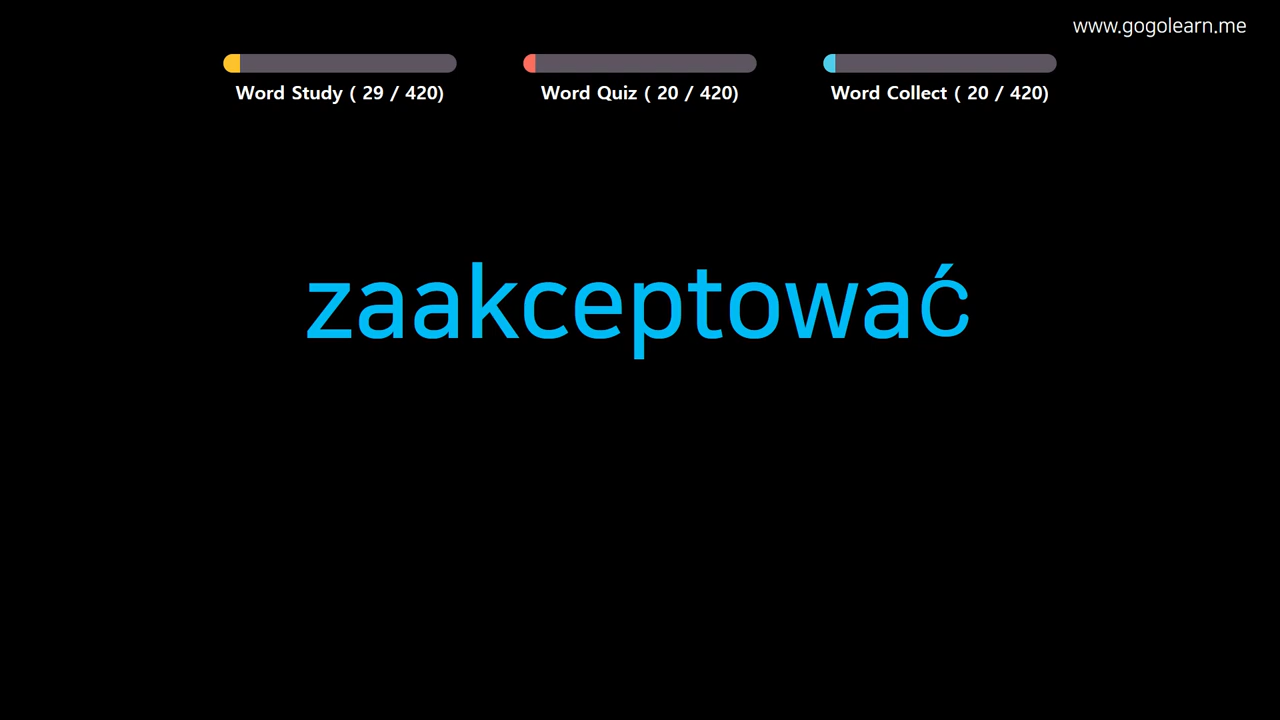 www.gogolearn.me
Word Study ( 29 / 420)
Word Quiz ( 20 / 420)
Word Collect ( 20 / 420)
zaakceptować